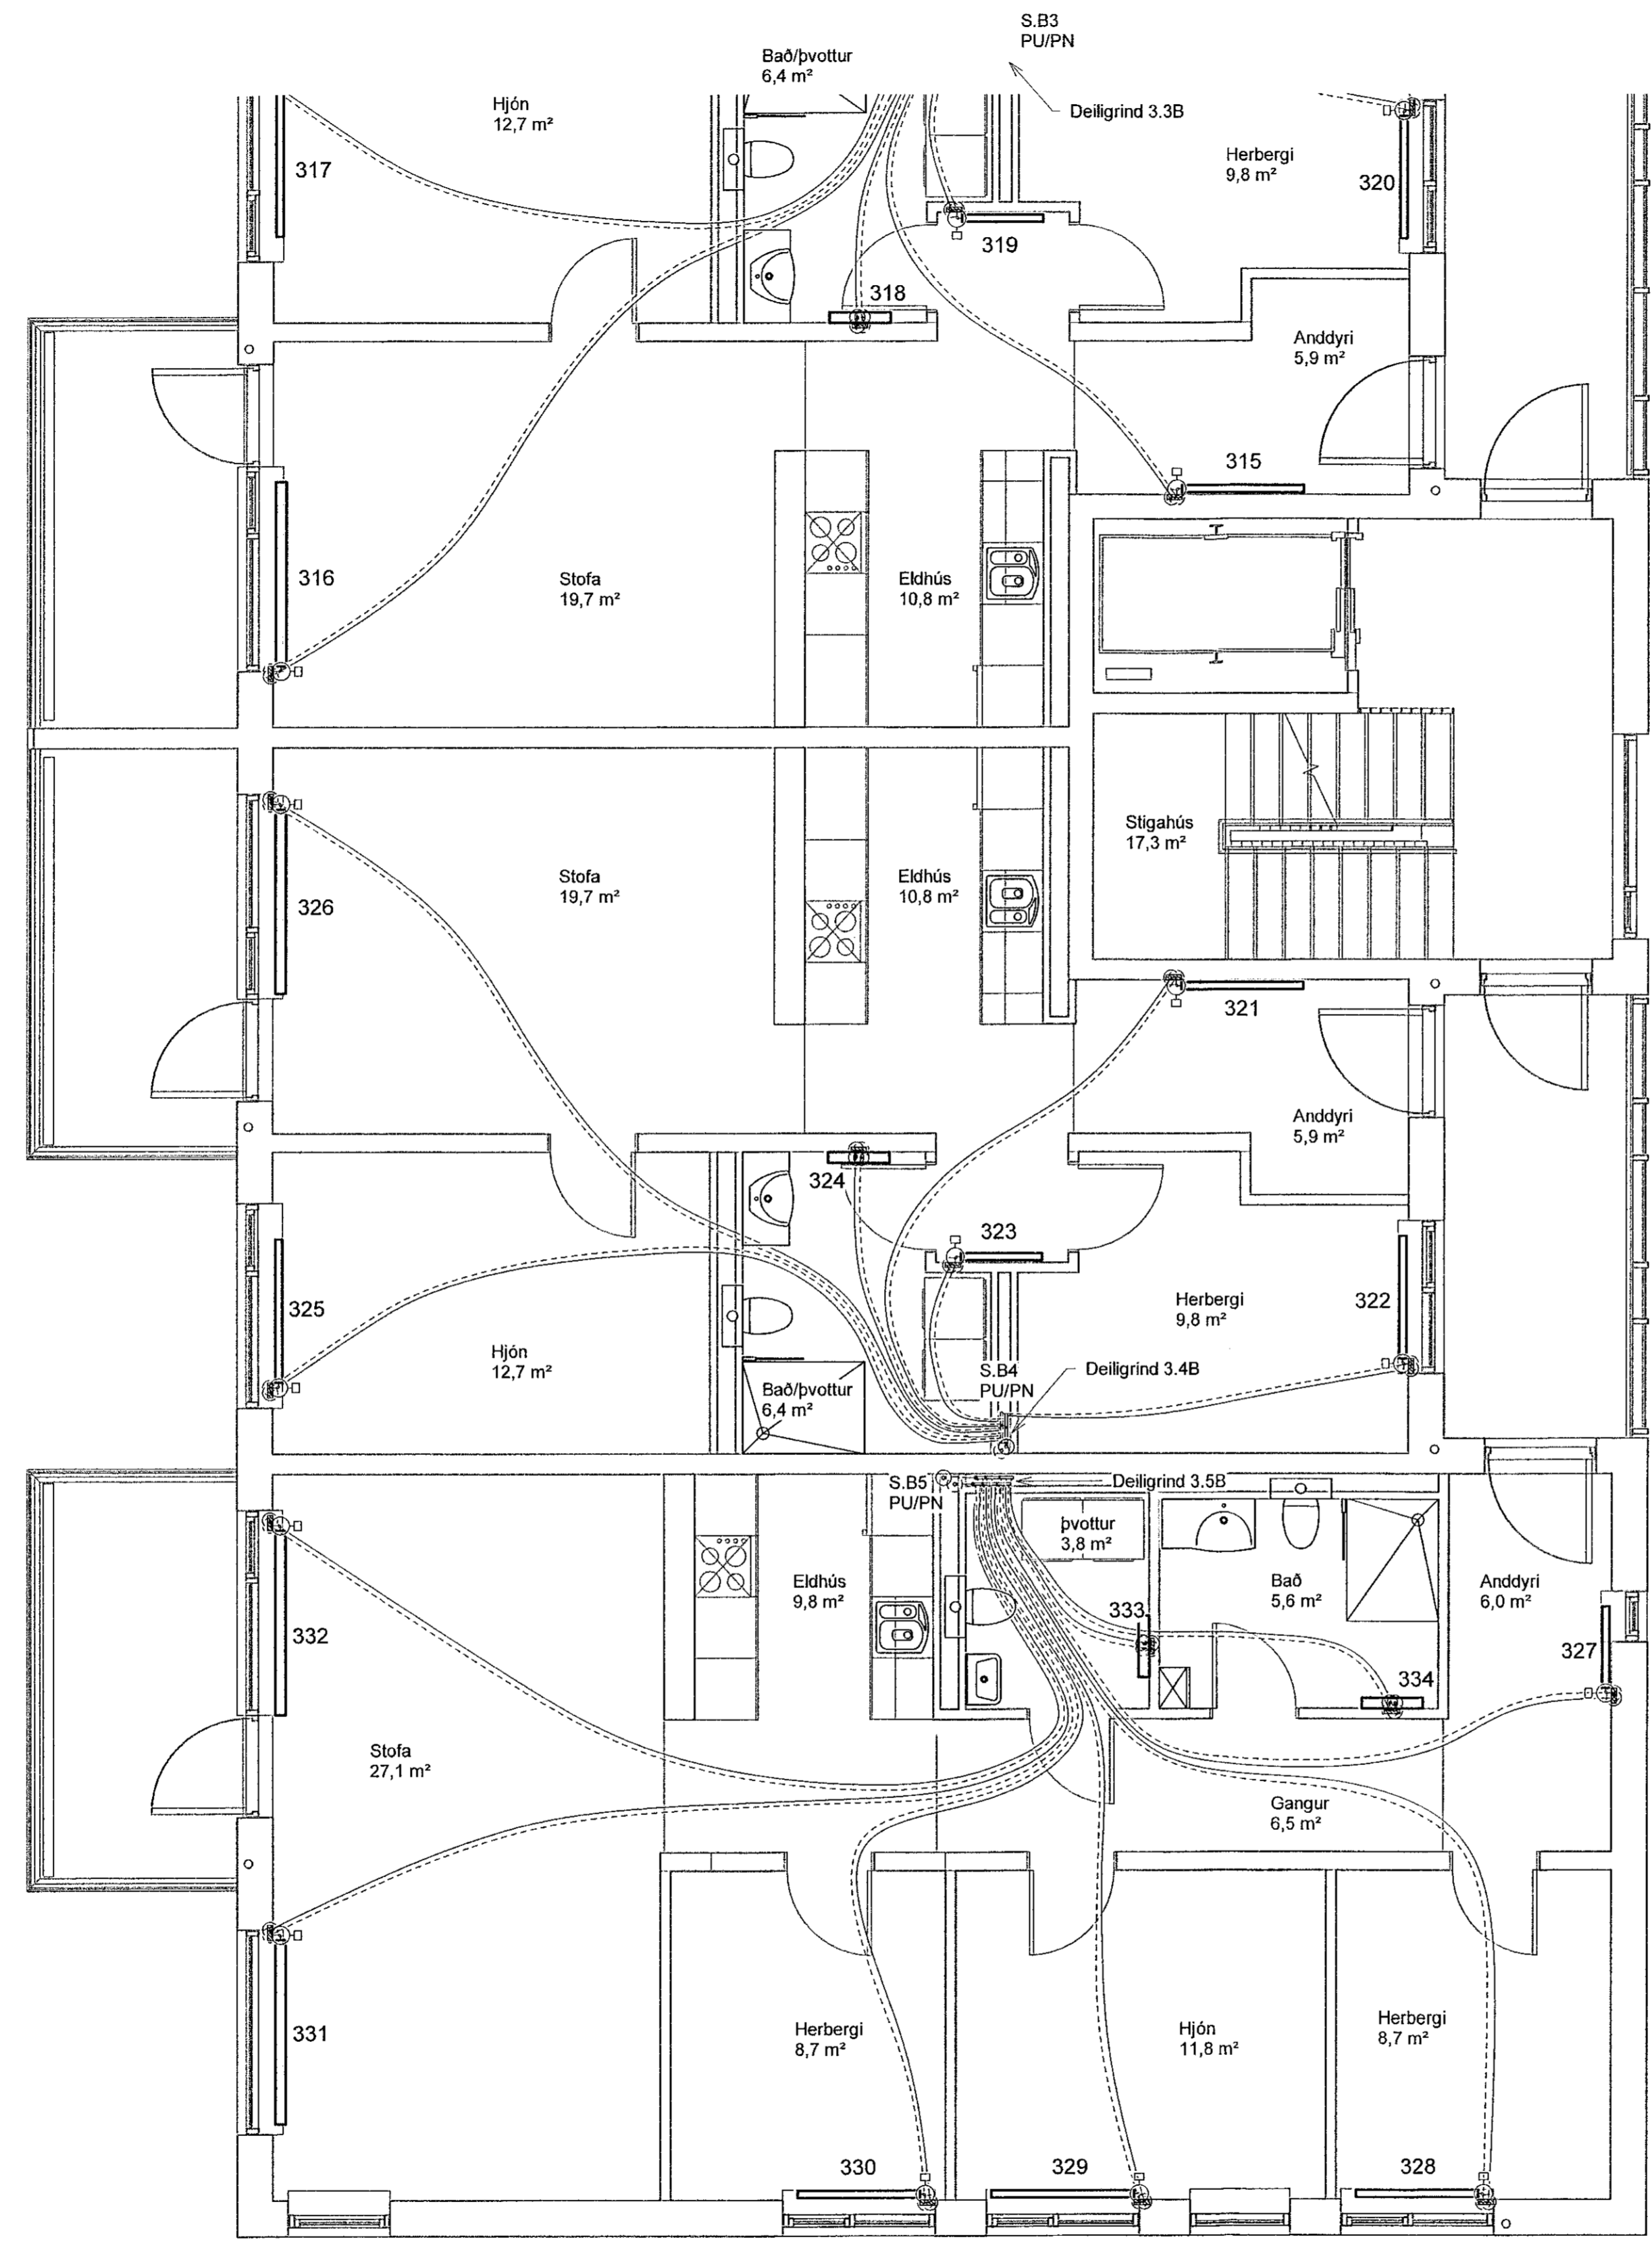 S.B3
PU/PN
Bað/þvottur
6,4 m²
Hjón
12,7 m²
Deiligrind 3.3B
Herbergi
9,8 m²
317
320
319
318
Anddyri
5,9 m²
315
316
Stofa
19,7 m²
Eldhús
10,8 m²
Stigahús
17,3 m²
326
Stofa
19,7 m²
Eldhús
10,8 m²
321
Anddyri
5,9 m²
324
323
325
Herbergi
9,8 m²
322
Hjón
12,7 m²
S.B4
PU/PN
Deiligrind 3.4B
Bað/þvottur
6,4 m²
S.B5
PU/PN
Deiligrind 3.5B
þvottur
3,8 m²
Eldhús
9,8 m²
Bað
5,6 m²
Anddyri
6,0 m²
333
332
327
334
Stofa
27,1 m²
Gangur
6,5 m²
331
Herbergi
8,7 m²
Hjón
11,8 m²
Herbergi
8,7 m²
330
329
328